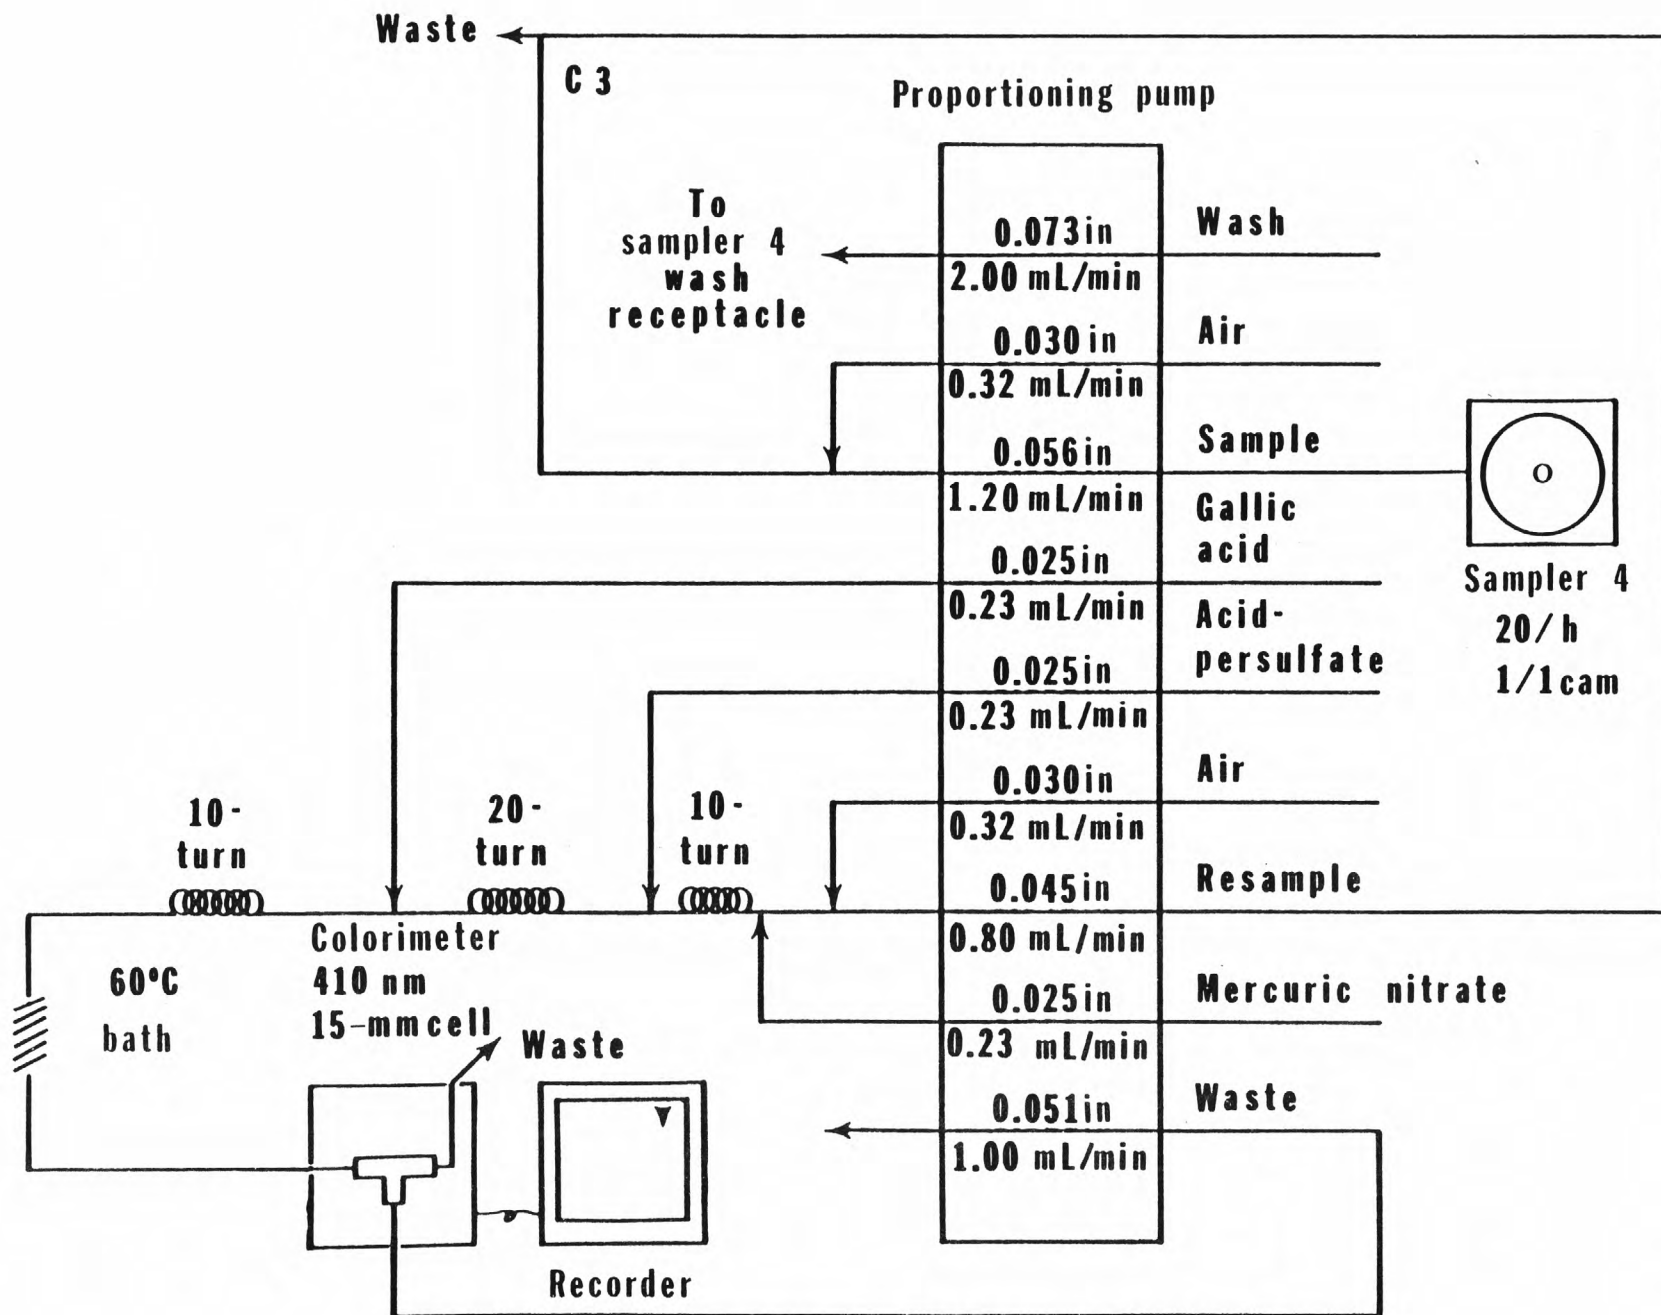 Waste
C 3
Proportioning pump
To
sampler 4
wash
receptacle
0.073in
Wash
2.00 mL/min
0.030 in
Air
0.32 mL/min
0.056in
Sample
1.20 mL/min
Gallic
acid
0.025in
0.23 mL/min
Acid-
persulfate
0.025in
0.23 mL/min
0.030in
Air
0.32 mL/min
0.045in
Resample
0.80 mL/min
0.025in
Mercuric nitrate
0.23 mL/min
0.051in
Waste
1.00 mL/min
Sampler 4
20/h
1/1cam
10-
turn
20-
turn
10-
turn
60°C
bath
Colorimeter
410 nm
15-mm cell
Waste
Recorder